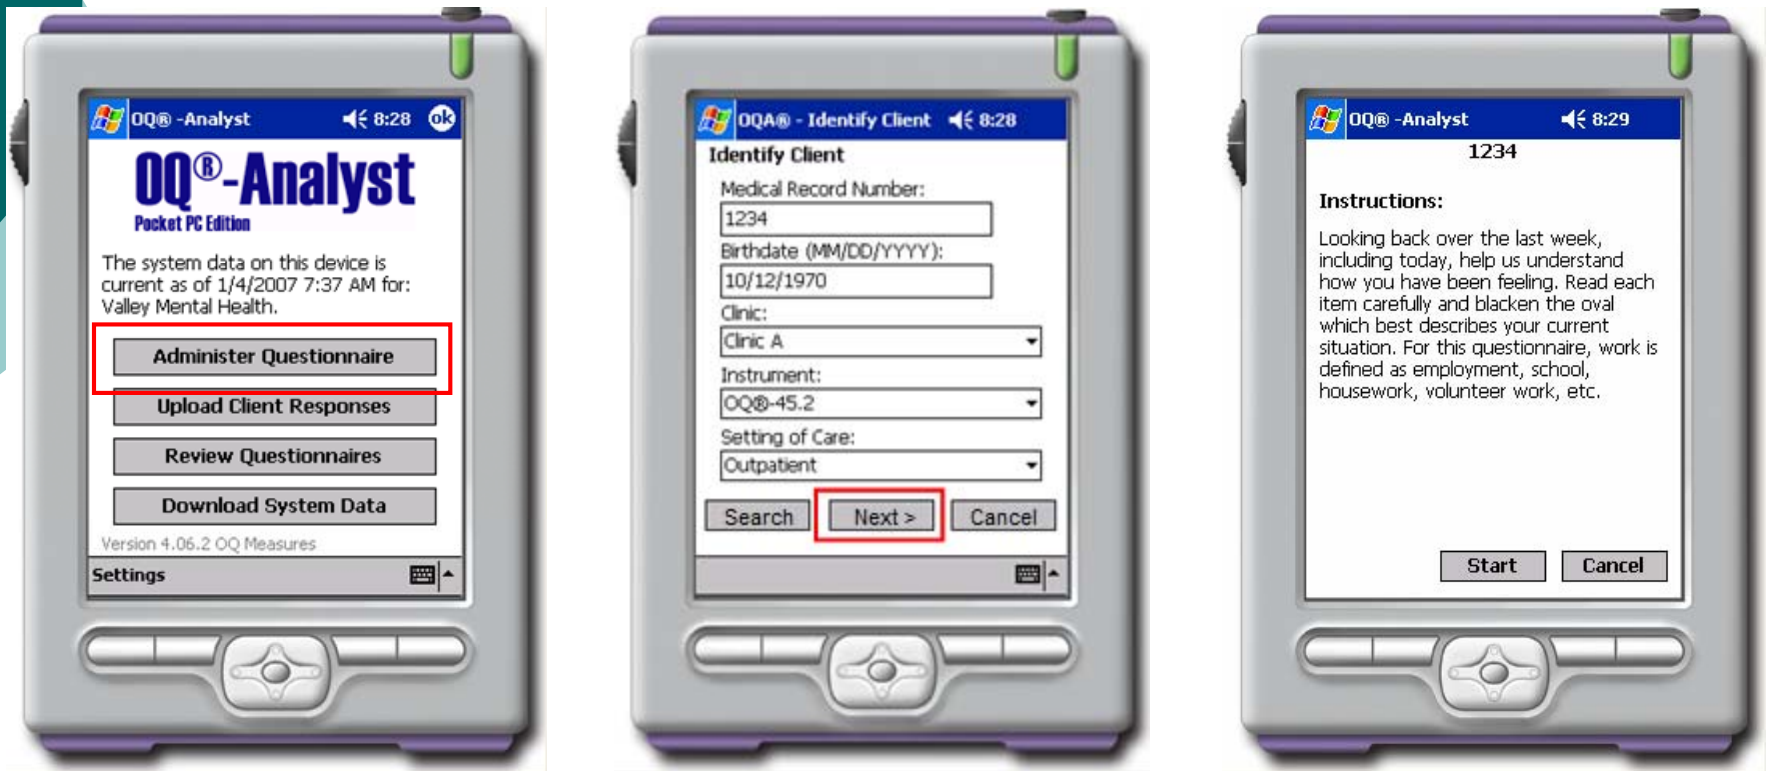 OQ® -Analyst 8:28 ok
OQ®-Analyst
Pocket PC Edition
The system data on this device is
current as of 1/4/2007 7:37 AM for:
Valley Mental Health.
Administer Questionnaire
Upload Client Responses
Review Questionnaires
Download System Data
Version 4.06.2 OQ Measures
Settings
OQA® - Identify Client 8:28
Identify Client
Medical Record Number:
1234
Birthdate (MM/DD/YYYY):
10/12/1970
Clinic:
Clinic A
Instrument:
OQ®-45.2
Setting of Care:
Outpatient
Search Next > Cancel
OQ® -Analyst 8:29
1234
Instructions:
Looking back over the last week,
including today, help us understand
how you have been feeling. Read each
item carefully and blacken the oval
which best describes your current
situation. For this questionnaire, work is
defined as employment, school,
housework, volunteer work, etc.
Start Cancel